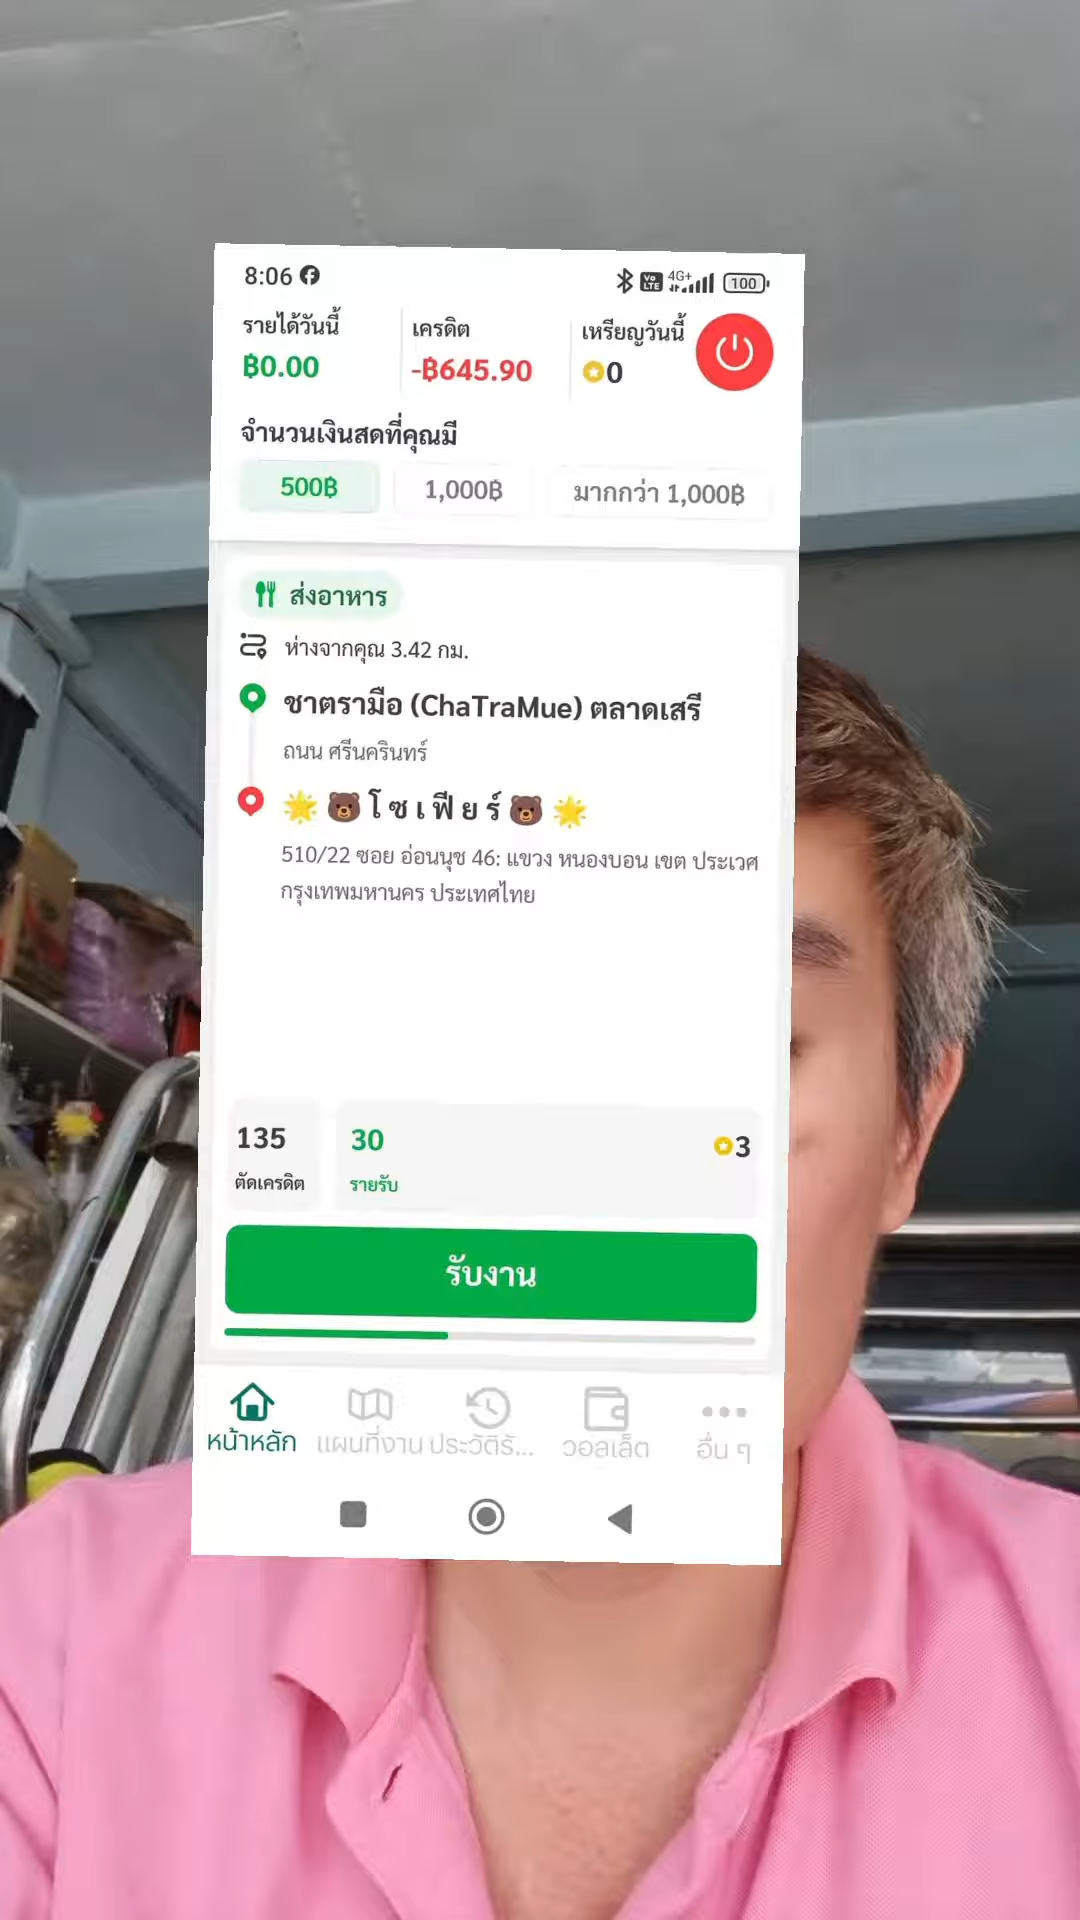 8:06
Vo LTE 4G+ 100
รายได้วันนี้
฿0.00
เครดิต
-฿645.90
เหรียญวันนี้
0
จำนวนเงินสดที่คุณมี
500฿ 1,000฿ มากกว่า 1,000฿
ส่งอาหาร
ห่างจากคุณ 3.42 กม.
ชาตรามือ (ChaTraMue) ตลาดเสรี
ถนน ศรีนครินทร์
🌟🐻โ ซ เ ฟี ย ร์🐻🌟
510/22 ซอย อ่อนนุช 46: แขวง หนองบอน เขต ประเวศ
กรุงเทพมหานคร ประเทศไทย
135
ตัดเครดิต
30
รายรับ
3
รับงาน
หน้าหลัก แผนที่งาน ประวัติรั... วอลเล็ต อื่น ๆ